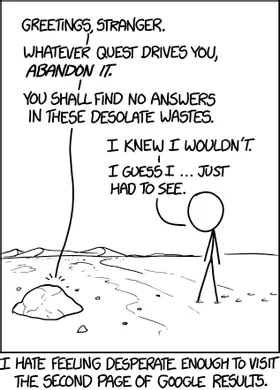 GREETINGS, STRANGER.
WHATEVER QUEST DRIVES YOU,
ABANDON IT.
YOU SHALL FIND NO ANSWERS
IN THESE DESOLATE WASTES.
I KNEW I WOULDN'T.
I GUESS I ... JUST
HAD TO SEE.
I HATE FEELING DESPERATE ENOUGH TO VISIT
THE SECOND PAGE OF GOOGLE RESULTS.